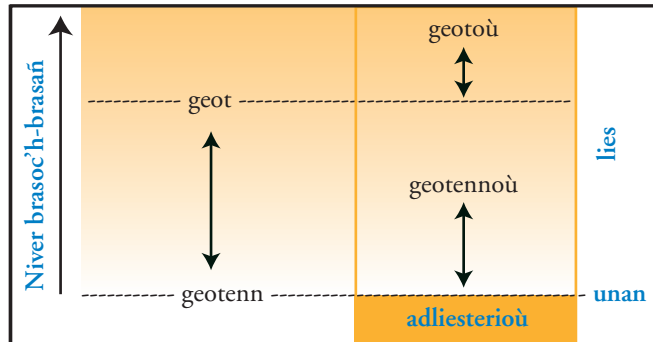 Niver brasoc'h-brasañ
geotoù
geot
geotennoù
lies
geotenn
unan
adliesterioù